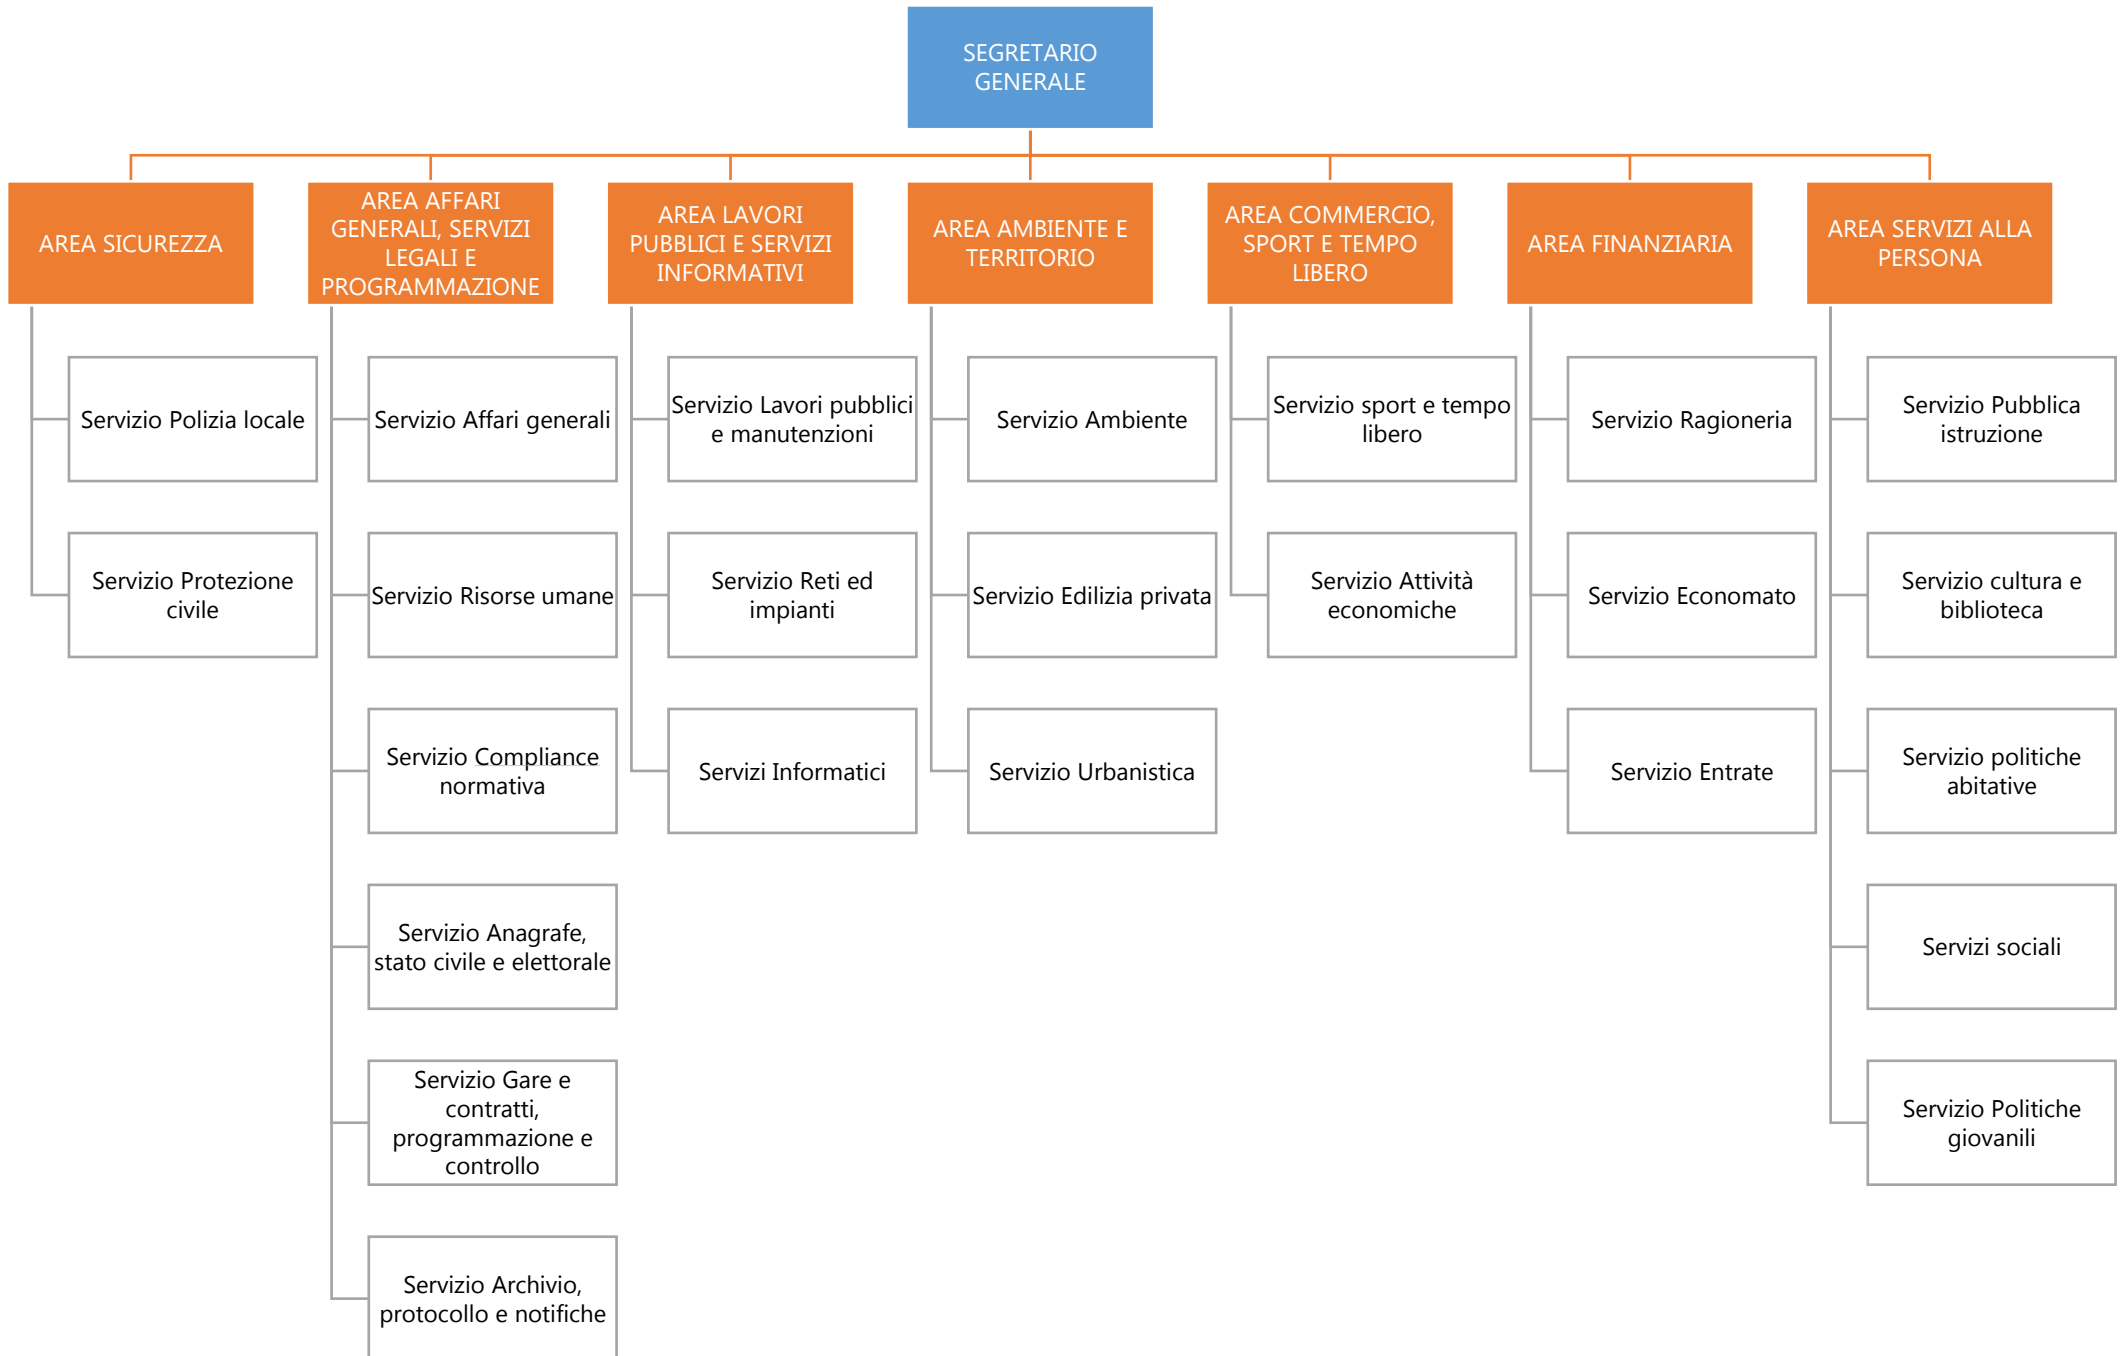 SEGRETARIO
GENERALE
AREA SICUREZZA
AREA AFFARI
GENERALI, SERVIZI
LEGALI E
PROGRAMMAZIONE
AREA LAVORI
PUBBLICI E SERVIZI
INFORMATIVI
AREA AMBIENTE E
TERRITORIO
AREA COMMERCIO,
SPORT E TEMPO
LIBERO
AREA FINANZIARIA
AREA SERVIZI ALLA
PERSONA
Servizio Polizia locale
Servizio Protezione
civile
Servizio Affari generali
Servizio Risorse umane
Servizio Compliance
normativa
Servizio Anagrafe,
stato civile e elettorale
Servizio Gare e
contratti,
programmazione e
controllo
Servizio Archivio,
protocollo e notifiche
Servizio Lavori pubblici
e manutenzioni
Servizio Reti ed
impianti
Servizi Informatici
Servizio Ambiente
Servizio Edilizia privata
Servizio Urbanistica
Servizio sport e tempo
libero
Servizio Attività
economiche
Servizio Ragioneria
Servizio Economato
Servizio Entrate
Servizio Pubblica
istruzione
Servizio cultura e
biblioteca
Servizio politiche
abitative
Servizi sociali
Servizio Politiche
giovanili